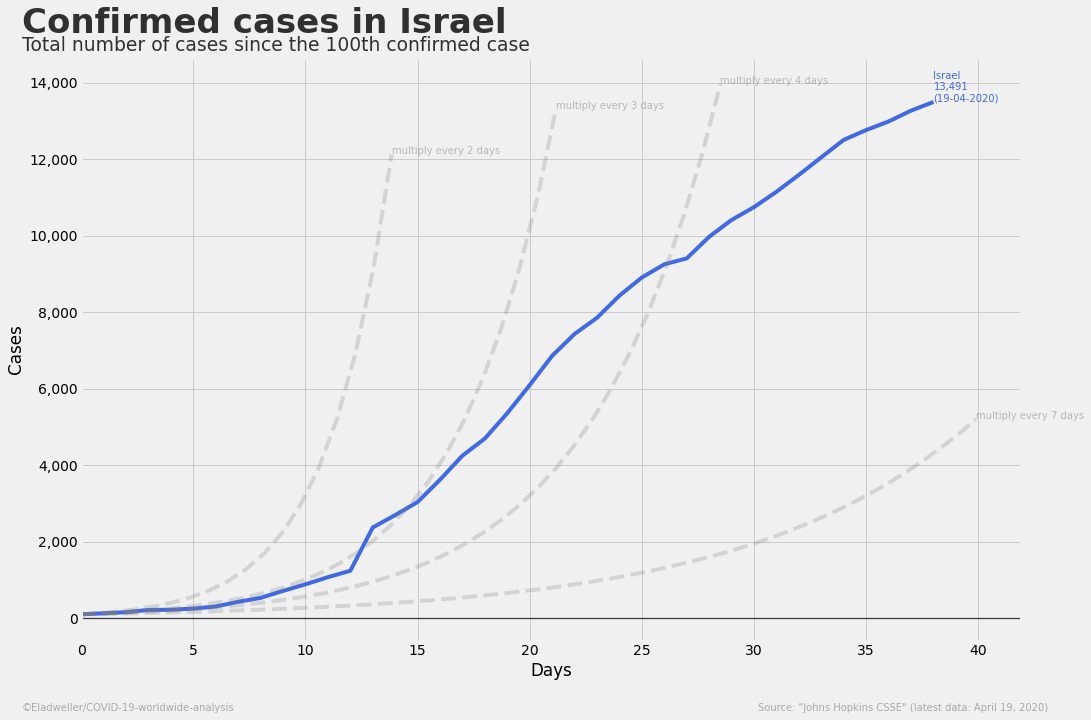 Confirmed cases in Israel
Total number of cases since the 100th confirmed case
14,000
12,000
10,000
8,000
6,000
4,000
2,000
0
Cases
multiply every 2 days
multiply every 3 days
multiply every 4 days
multiply every 7 days
Israel
13,491
(19-04-2020)
0 5 10 15 20 25 30 35 40
Days
©Eladweller/COVID-19-worldwide-analysis
Source: "Johns Hopkins CSSE" (latest data: April 19, 2020)